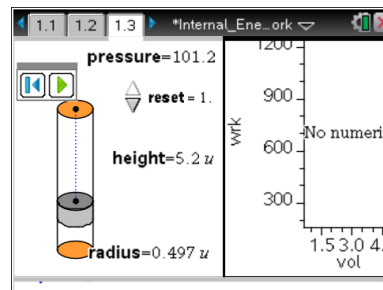 1.1 1.2 1.3 *Internal_Ene...ork
pressure=101.2
reset = 1.
height=5.2 u
radius=0.497 u
1200
900
wrk
No numeri
600
300
1.5 3.0 4.
vol